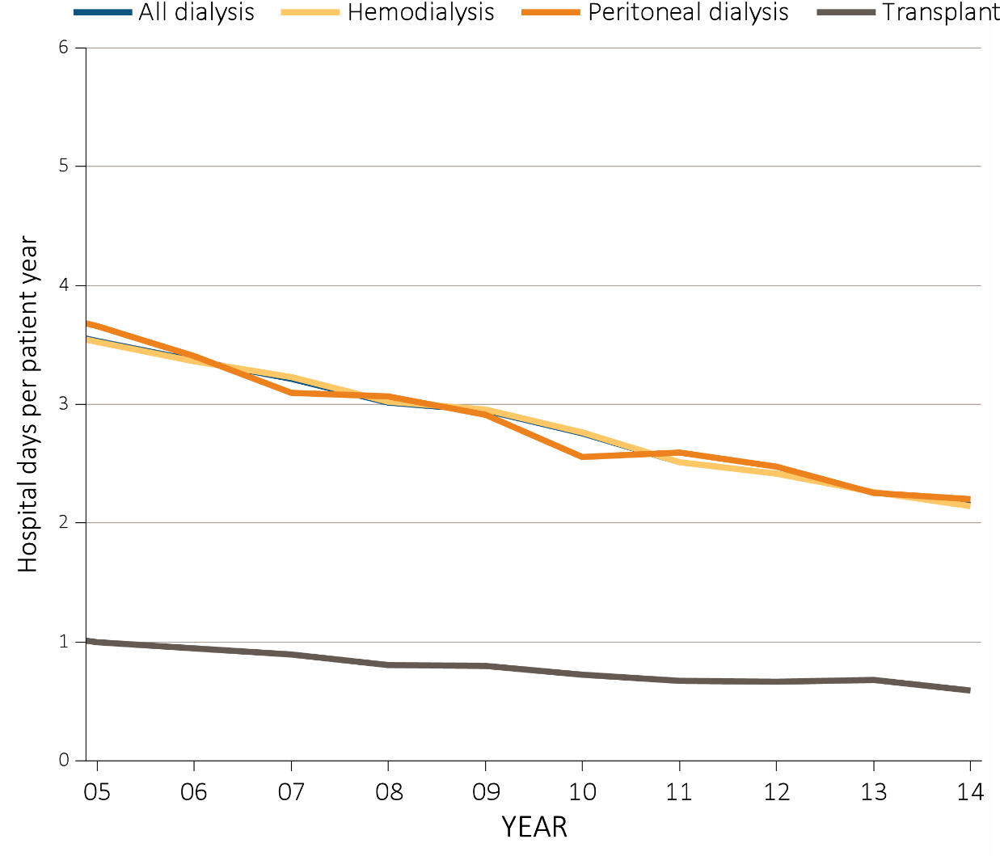 All dialysis Hemodialysis Peritoneal dialysis Transplant
6
5
4
3
2
1
0
Hospital days per patient year
05 06 07 08 09 10 11 12 13 14
YEAR